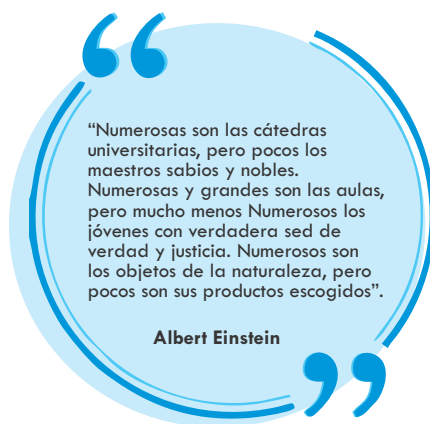 “Numerosas son las cátedras
universitarias, pero pocos los
maestros sabios y nobles.
Numerosas y grandes son las aulas,
pero mucho menos Numerosos los
jóvenes con verdadera sed de
verdad y justicia. Numerosos son
los objetos de la naturaleza, pero
pocos son sus productos escogidos”.
Albert Einstein